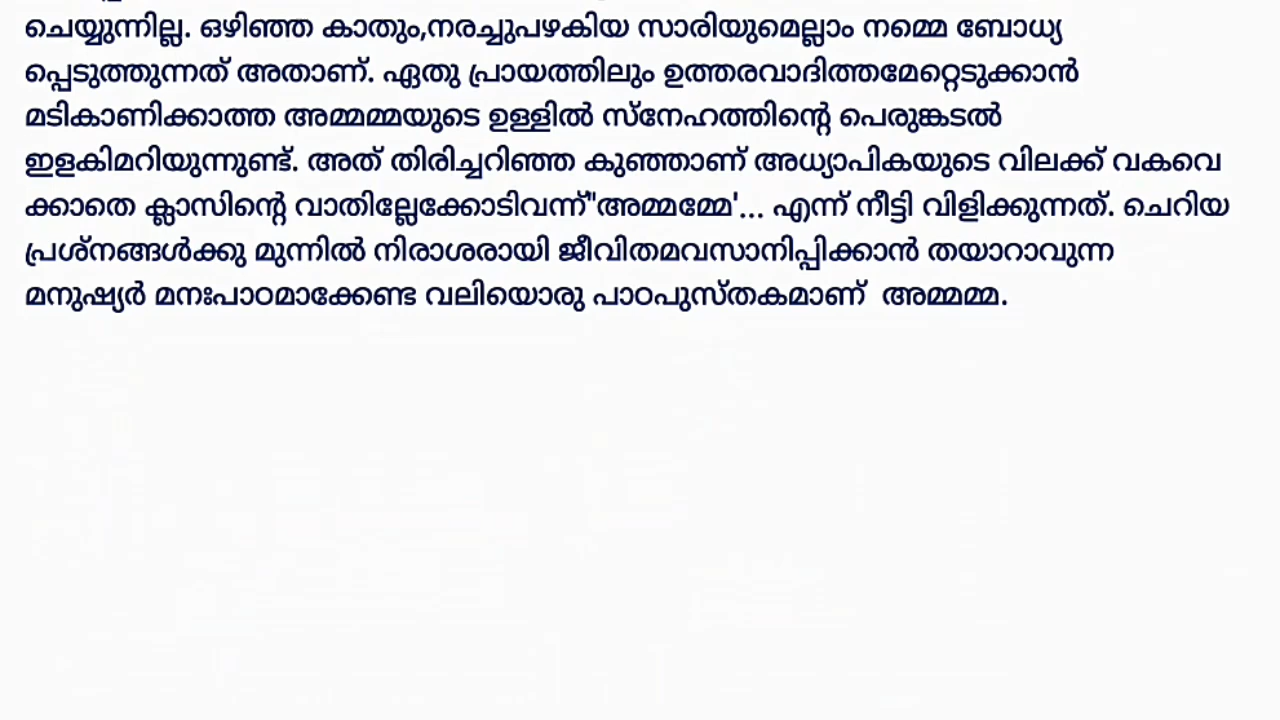 ചെയ്യുന്നില്ല. ഒഴിഞ്ഞ കാതും,നരച്ചുപഴകിയ സാരിയുമെല്ലാം നമ്മെ ബോധ്യ
പ്പെടുത്തുന്നത് അതാണ്. ഏതു പ്രായത്തിലും ഉത്തരവാദിത്തമേറ്റെടുക്കാൻ
മടികാണിക്കാത്ത അമ്മമ്മയുടെ ഉള്ളിൽ സ്നേഹത്തിന്റെ പെരുങ്കടൽ
ഇളകിമറിയുന്നുണ്ട്. അത് തിരിച്ചറിഞ്ഞ കുഞ്ഞാണ് അധ്യാപികയുടെ വിലക്ക് വകവെ
ക്കാതെ ക്ലാസിന്റെ വാതില്ലേക്കോടിവന്ന്"അമ്മമ്മേ'... എന്ന് നീട്ടി വിളിക്കുന്നത്. ചെറിയ
പ്രശ്നങ്ങൾക്കു മുന്നിൽ നിരാശരായി ജീവിതമവസാനിപ്പിക്കാൻ തയാറാവുന്ന
മനുഷ്യർ മനഃപാഠമാക്കേണ്ട വലിയൊരു പാഠപുസ്തകമാണ്  അമ്മമ്മ.